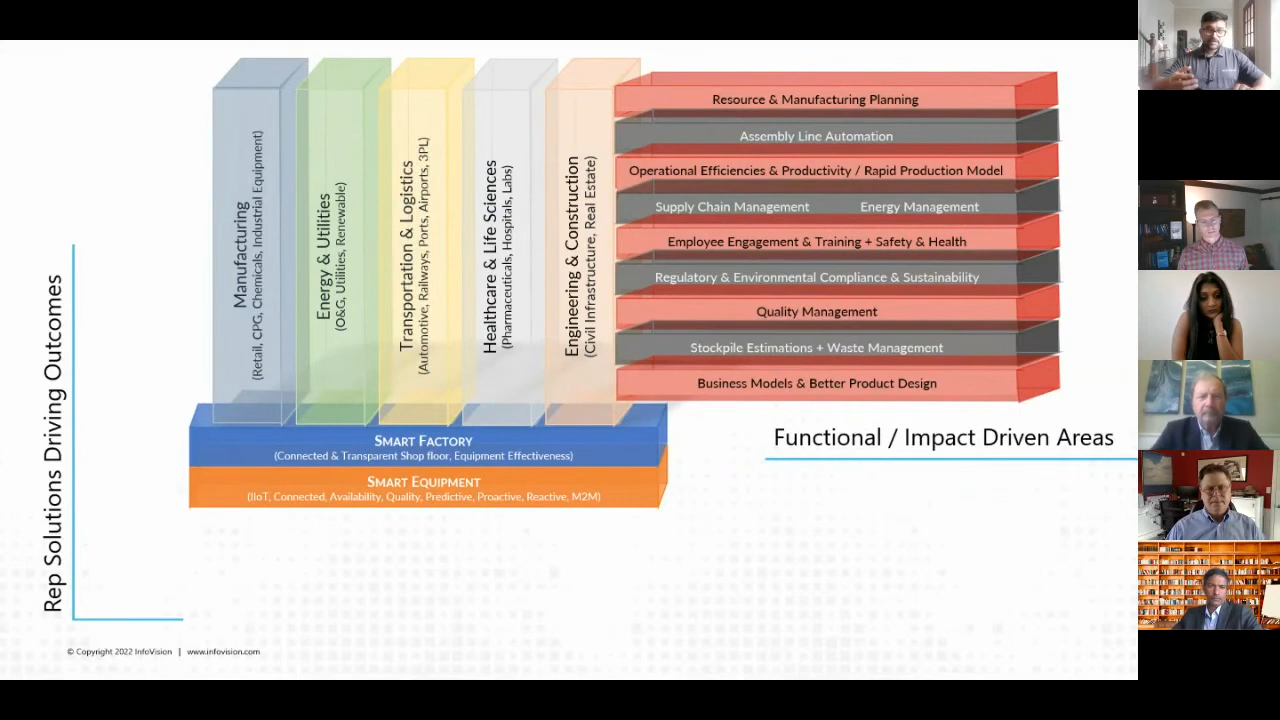 Rep Solutions Driving Outcomes
Manufacturing
(Retail, CPG, Chemicals, Industrial Equipment)
Energy & Utilities
(O&G, Utilities, Renewable)
Transportation & Logistics
(Automotive, Railways, Ports, Airports, 3PL)
Healthcare & Life Sciences
(Pharmaceuticals, Hospitals, Labs)
Engineering & Construction
(Civil Infrastructure, Real Estate)
Resource & Manufacturing Planning
Assembly Line Automation
Operational Efficiencies & Productivity / Rapid Production Model
Supply Chain Management Energy Management
Employee Engagement & Training + Safety & Health
Regulatory & Environmental Compliance & Sustainability
Quality Management
Stockpile Estimations + Waste Management
Business Models & Better Product Design
SMART FACTORY
(Connected & Transparent Shop floor, Equipment Effectiveness)
SMART EQUIPMENT
(IIoT, Connected, Availability, Quality, Predictive, Proactive, Reactive, M2M)
Functional / Impact Driven Areas
© Copyright 2022 InfoVision | www.infovision.com